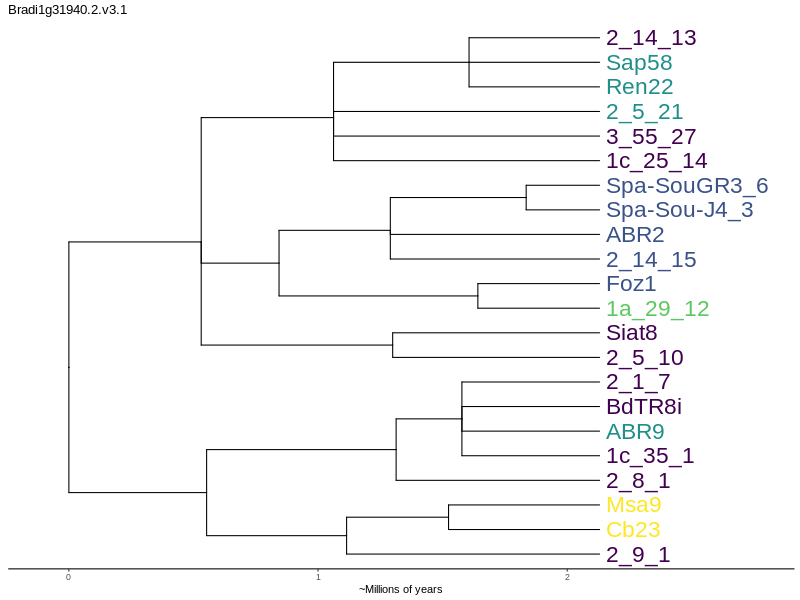 Bradi1g31940.2.v3.1
2_14_13
Sap58
Ren22
2_5_21
3_55_27
1c_25_14
Spa-SouGR3_6
Spa-Sou-J4_3
ABR2
2_14_15
Foz1
1a_29_12
Siat8
2_5_10
2_1_7
BdTR8i
ABR9
1c_35_1
2_8_1
Msa9
Cb23
2_9_1
0 1 2
~Millions of years